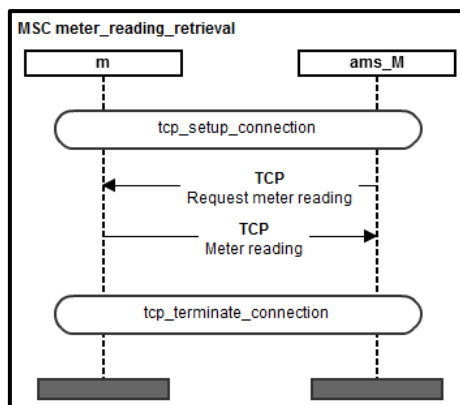 MSC meter_reading_retrieval
m
ams_M
tcp_setup_connection
TCP
Request meter reading
TCP
Meter reading
tcp_terminate_connection